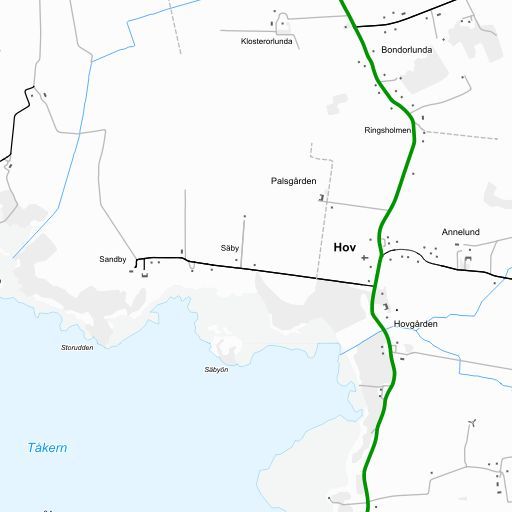 Klosterorlunda
Bondorlunda
Ringsholmen
Palsgården
Annelund
Säby
Hov
Sandby
Hovgården
Storudden
Säbyön
Tåkern